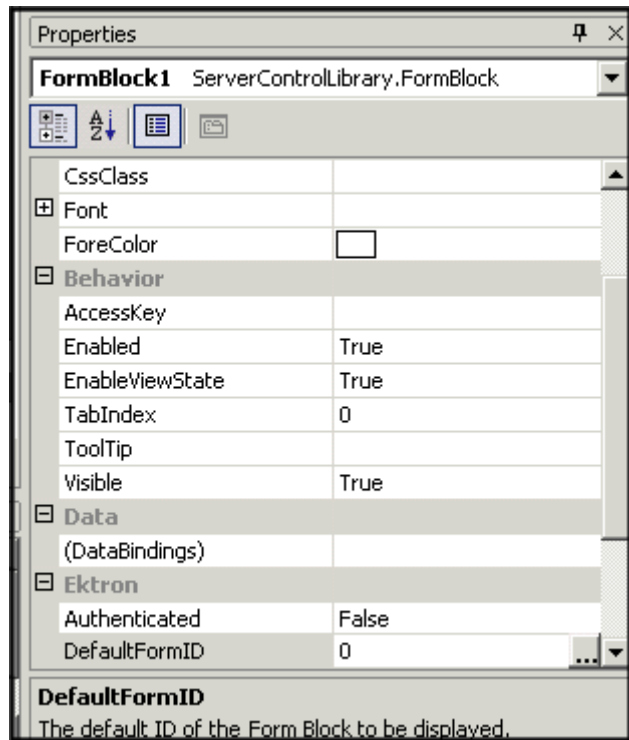 Properties
FormBlock1 ServerControlLibrary.FormBlock
CssClass
Font
ForeColor
Behavior
AccessKey
Enabled True
EnableViewState True
TabIndex 0
ToolTip
Visible True
Data
(DataBindings)
Ektron
Authenticated False
DefaultFormID 0 ...
DefaultFormID
The default ID of the Form Block to be displayed.